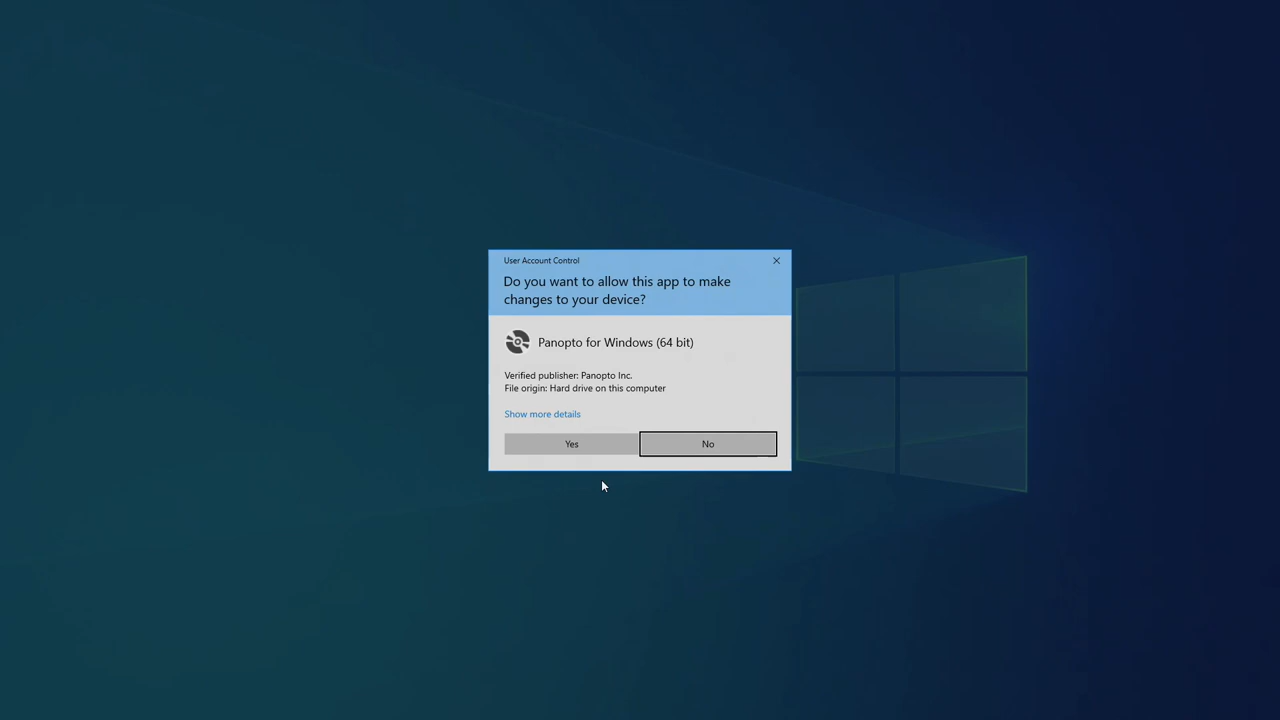 User Account Control
Do you want to allow this app to make
changes to your device?
Panopto for Windows (64 bit)
Verified publisher: Panopto Inc.
File origin: Hard drive on this computer
Show more details
Yes
No